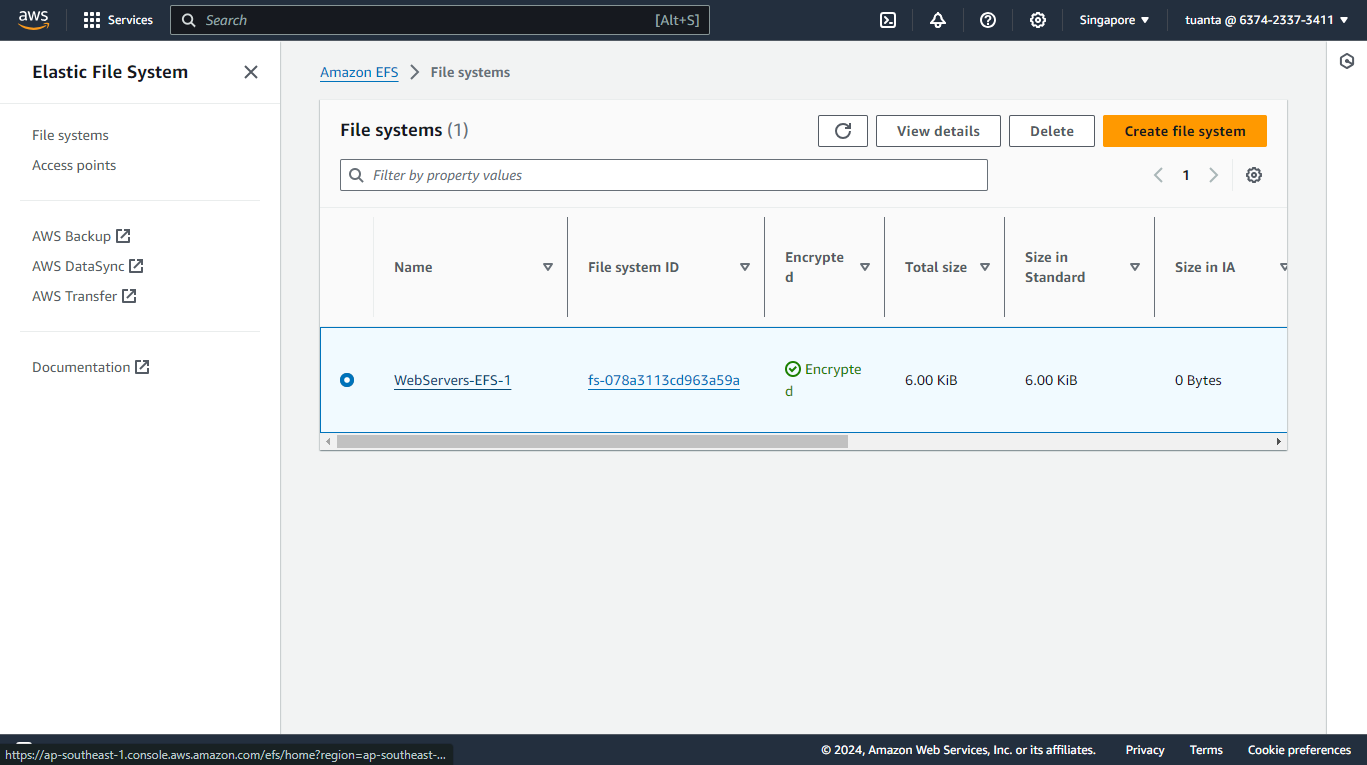 aws
Services
Search
[Alt+S]
Singapore
tuanta @ 6374-2337-3411
Elastic File System
File systems
Access points
AWS Backup
AWS DataSync
AWS Transfer
Documentation
Amazon EFS
File systems
File systems (1)
View details
Delete
Create file system
Filter by property values
1
Name
File system ID
Encrypte
d
Total size
Size in
Standard
Size in IA
WebServers-EFS-1
fs-078a3113cd963a59a
Encrypte
d
6.00 KiB
6.00 KiB
0 Bytes
https://ap-southeast-1.console.aws.amazon.com/efs/home?region=ap-southeast-...
© 2024, Amazon Web Services, Inc. or its affiliates.
Privacy
Terms
Cookie preferences